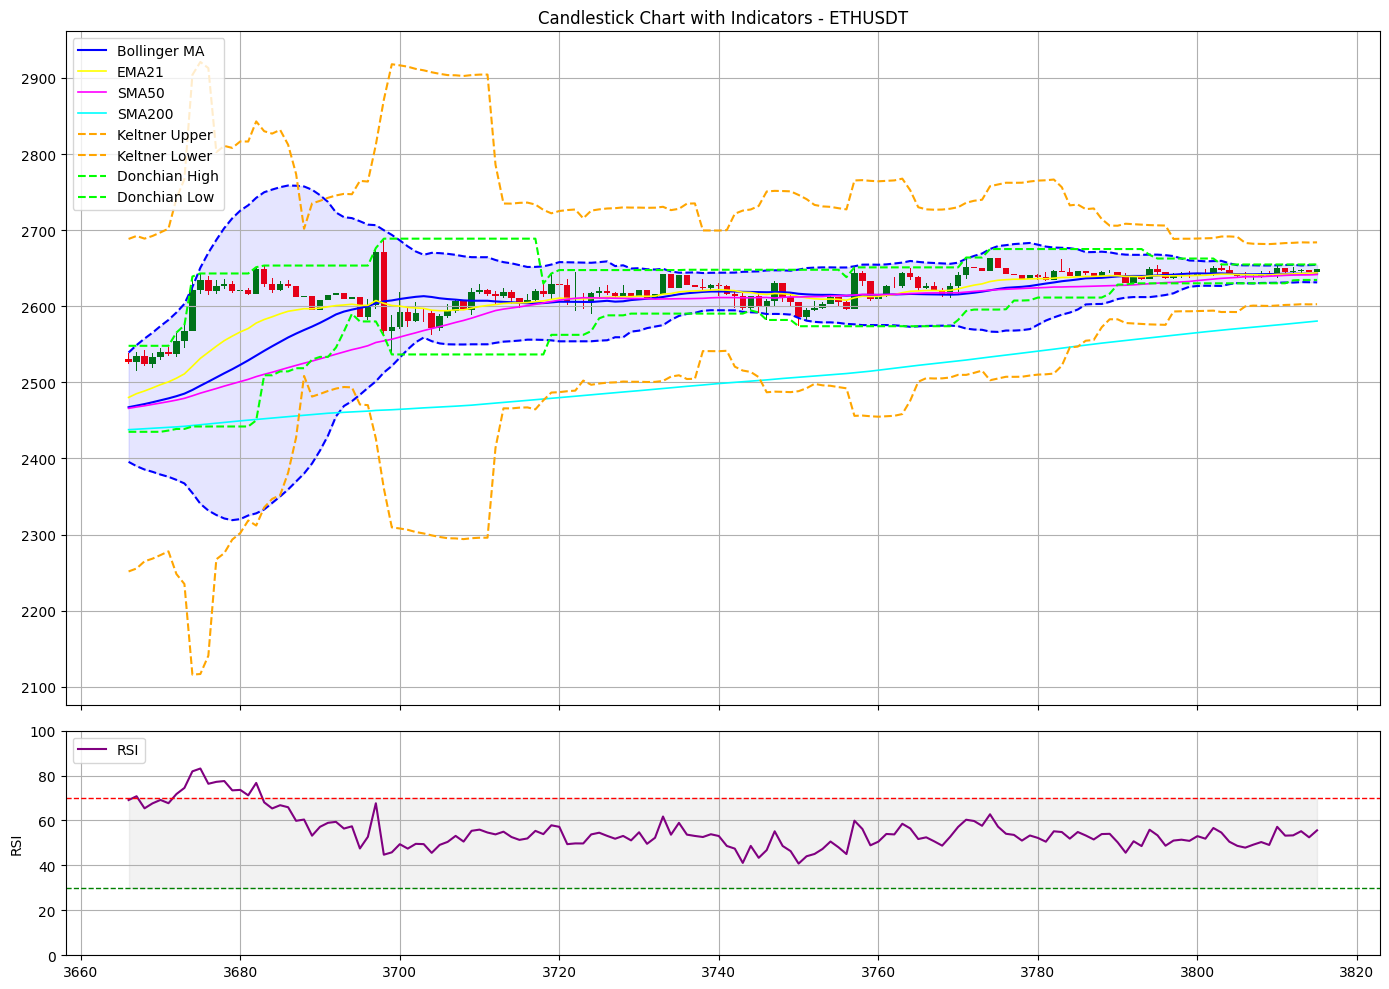 Candlestick Chart with Indicators - ETHUSDT
Bollinger MA
EMA21
SMA50
SMA200
Keltner Upper
Keltner Lower
Donchian High
Donchian Low
2900
2800
2700
2600
2500
2400
2300
2200
2100
RSI
100
80
60
40
20
0
RSI
3660 3680 3700 3720 3740 3760 3780 3800 3820